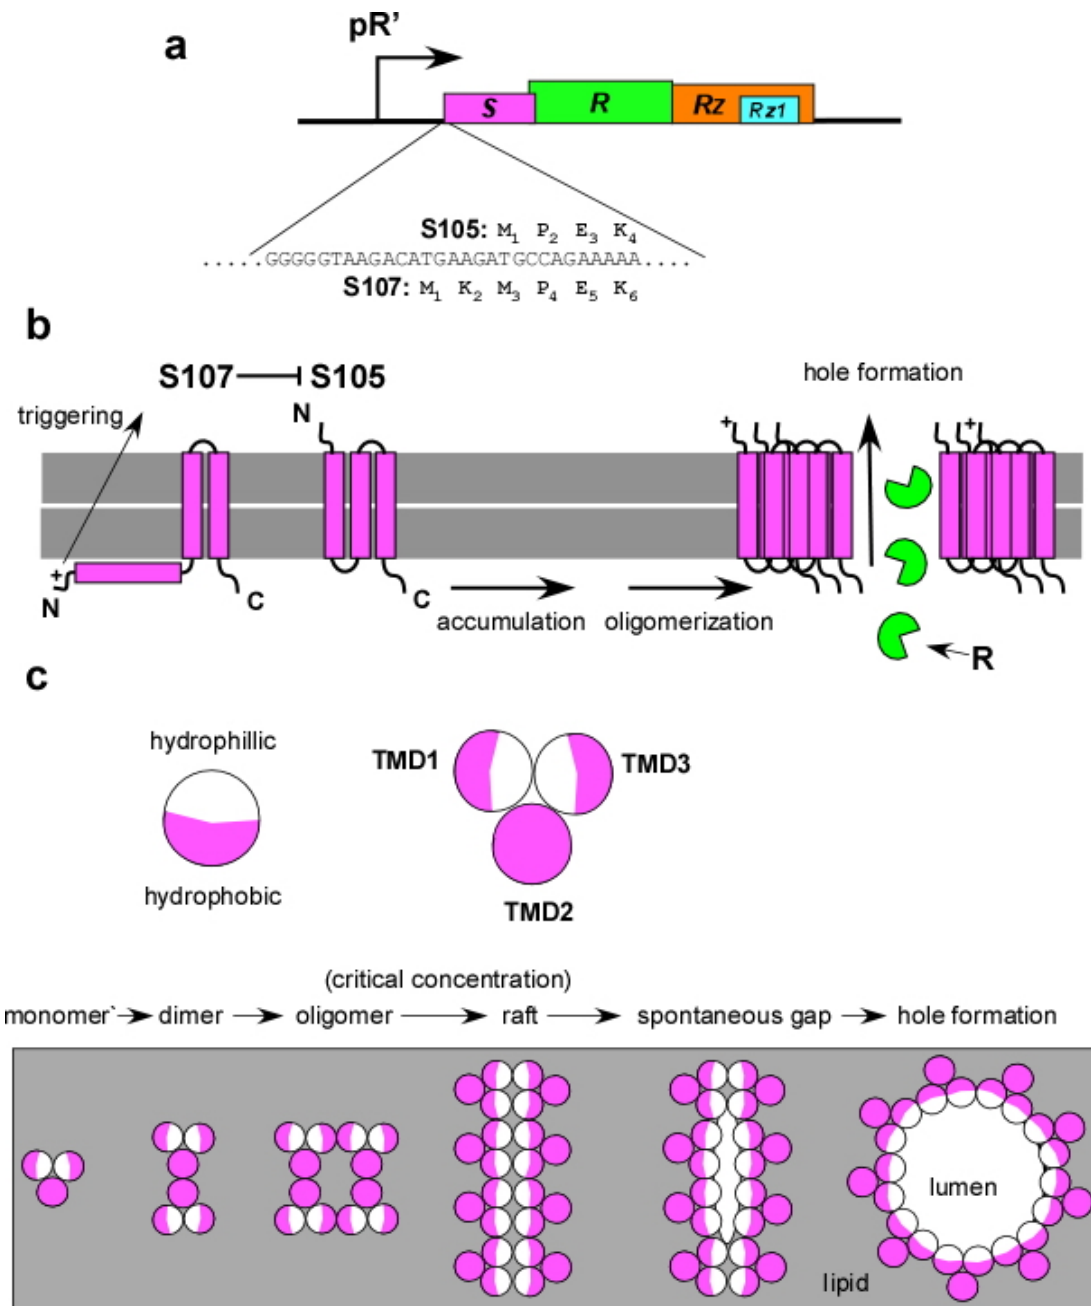 a
pR’
S R Rz Rz1
S105: M1 P2 E3 K4
.....GGGGGTAAGACATGAAGATGCCAGAAAAA....
S107: M1 K2 M3 P4 E5 K6
b
S107 S105
hole formation
triggering
N
+ +
+
N C C
accumulation oligomerization
R
c
hydrophillic
TMD1 TMD3
hydrophobic
TMD2
(critical concentration)
monomer` dimer oligomer raft spontaneous gap hole formation
lumen
lipid